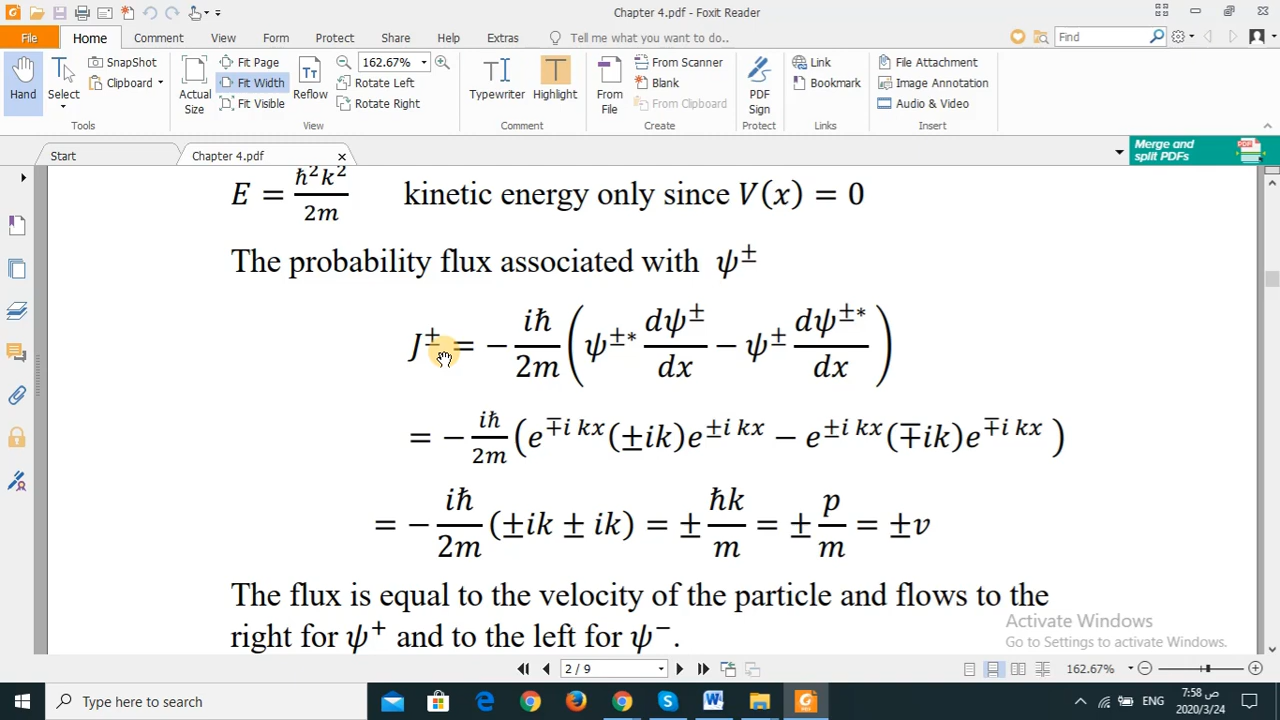 Chapter 4.pdf - Foxit Reader
File Home Comment View Form Protect Share Help Extras Tell me what you want to do.. Find
Hand
Select
SnapShot
Clipboard
Tools
Actual Size
Fit Page
Fit Width
Fit Visible
Reflow
162.67%
Rotate Left
Rotate Right
View
Typewriter
Highlight
Comment
From File
From Scanner
Blank
From Clipboard
Create
PDF Sign
Protect
Link
Bookmark
Links
File Attachment
Image Annotation
Audio & Video
Insert
Start Chapter 4.pdf
Merge and
split PDFs
E = ħ²k²/2m kinetic energy only since V(x) = 0
The probability flux associated with ψ±
J± = − iħ/2m (ψ±* dψ±/dx − ψ± dψ±*/dx)
= − iħ/2m (e^∓i kx (±ik)e^±i kx − e^±i kx (∓ik)e^∓i kx )
= − iħ/2m (±ik ± ik) = ± ħk/m = ± p/m = ±v
The flux is equal to the velocity of the particle and flows to the
right for ψ⁺ and to the left for ψ⁻.
Activate Windows
Go to Settings to activate Windows.
2 / 9 162.67%
Type here to search
ENG
7:58 ص
2020/3/24